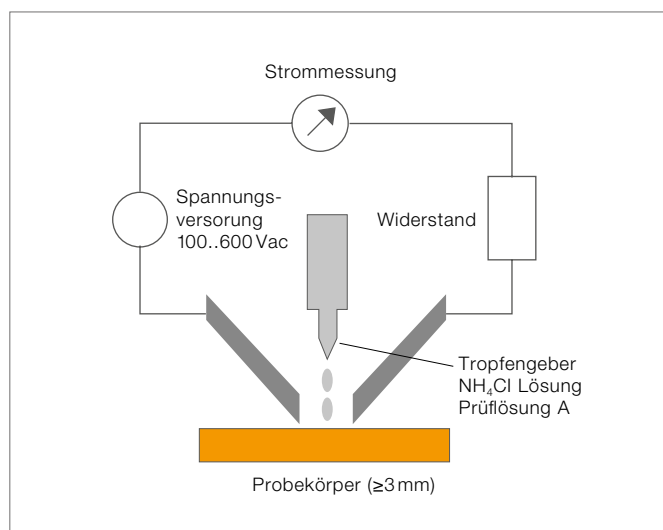 Strommessung
Spannungs-
versorung
100..600 Vac
Widerstand
Tropfengeber
NH₄Cl Lösung
Prüflösung A
Probekörper (≥3 mm)